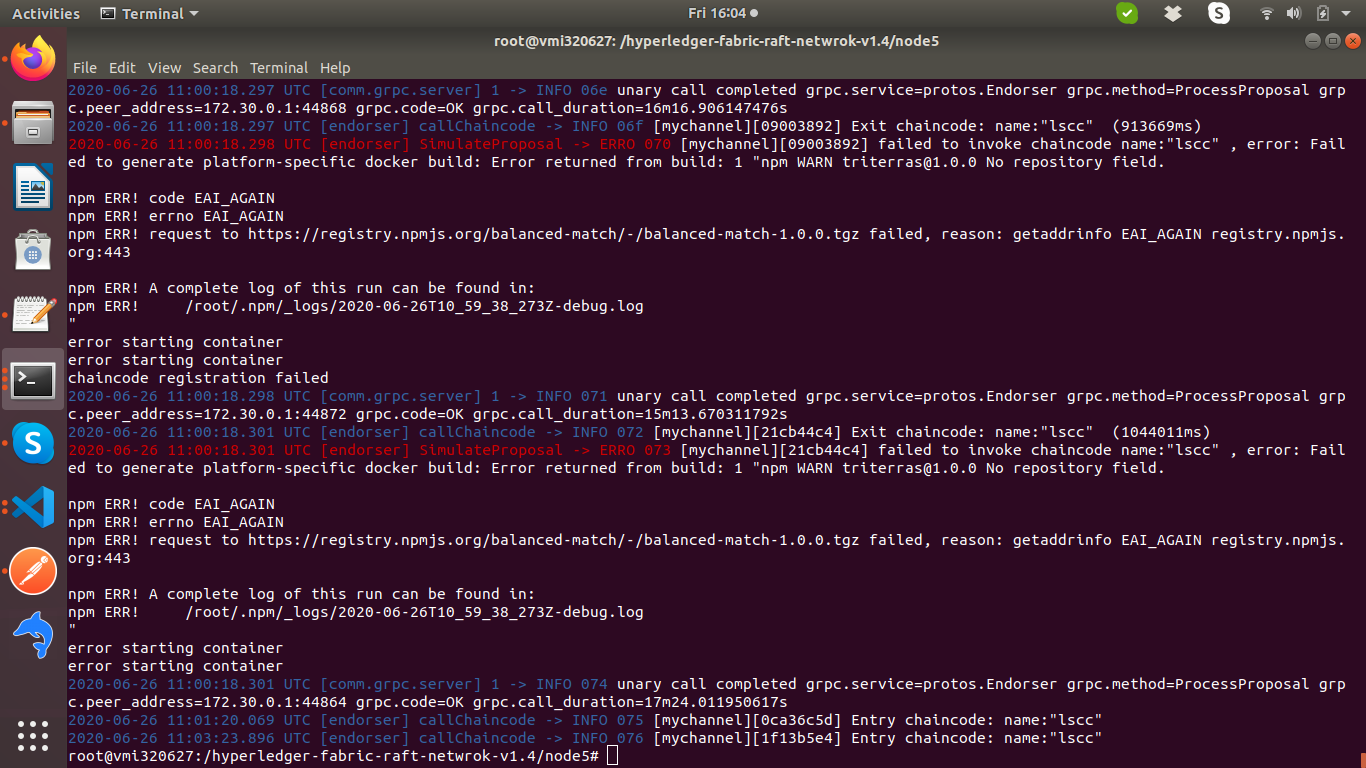 Activities Terminal Fri 16:04
root@vmi320627: /hyperledger-fabric-raft-netwrok-v1.4/node5
File Edit View Search Terminal Help
2020-06-26 11:00:18.297 UTC [comm.grpc.server] 1 -> INFO 06e unary call completed grpc.service=protos.Endorser grpc.method=ProcessProposal grp
c.peer_address=172.30.0.1:44868 grpc.code=OK grpc.call_duration=16m16.906147476s
2020-06-26 11:00:18.297 UTC [endorser] callChaincode -> INFO 06f [mychannel][09003892] Exit chaincode: name:"lscc"  (913669ms)
2020-06-26 11:00:18.298 UTC [endorser] SimulateProposal -> ERRO 070 [mychannel][09003892] failed to invoke chaincode name:"lscc" , error: Fail
ed to generate platform-specific docker build: Error returned from build: 1 "npm WARN triterras@1.0.0 No repository field.
npm ERR! code EAI_AGAIN
npm ERR! errno EAI_AGAIN
npm ERR! request to https://registry.npmjs.org/balanced-match/-/balanced-match-1.0.0.tgz failed, reason: getaddrinfo EAI_AGAIN registry.npmjs.
org:443
npm ERR! A complete log of this run can be found in:
npm ERR!     /root/.npm/_logs/2020-06-26T10_59_38_273Z-debug.log
"
error starting container
error starting container
chaincode registration failed
2020-06-26 11:00:18.298 UTC [comm.grpc.server] 1 -> INFO 071 unary call completed grpc.service=protos.Endorser grpc.method=ProcessProposal grp
c.peer_address=172.30.0.1:44872 grpc.code=OK grpc.call_duration=15m13.670311792s
2020-06-26 11:00:18.301 UTC [endorser] callChaincode -> INFO 072 [mychannel][21cb44c4] Exit chaincode: name:"lscc"  (1044011ms)
2020-06-26 11:00:18.301 UTC [endorser] SimulateProposal -> ERRO 073 [mychannel][21cb44c4] failed to invoke chaincode name:"lscc" , error: Fail
ed to generate platform-specific docker build: Error returned from build: 1 "npm WARN triterras@1.0.0 No repository field.
npm ERR! code EAI_AGAIN
npm ERR! errno EAI_AGAIN
npm ERR! request to https://registry.npmjs.org/balanced-match/-/balanced-match-1.0.0.tgz failed, reason: getaddrinfo EAI_AGAIN registry.npmjs.
org:443
npm ERR! A complete log of this run can be found in:
npm ERR!     /root/.npm/_logs/2020-06-26T10_59_38_273Z-debug.log
"
error starting container
error starting container
2020-06-26 11:00:18.301 UTC [comm.grpc.server] 1 -> INFO 074 unary call completed grpc.service=protos.Endorser grpc.method=ProcessProposal grp
c.peer_address=172.30.0.1:44864 grpc.code=OK grpc.call_duration=17m24.011950617s
2020-06-26 11:01:20.069 UTC [endorser] callChaincode -> INFO 075 [mychannel][0ca36c5d] Entry chaincode: name:"lscc"
2020-06-26 11:03:23.896 UTC [endorser] callChaincode -> INFO 076 [mychannel][1f13b5e4] Entry chaincode: name:"lscc"
root@vmi320627:/hyperledger-fabric-raft-netwrok-v1.4/node5#